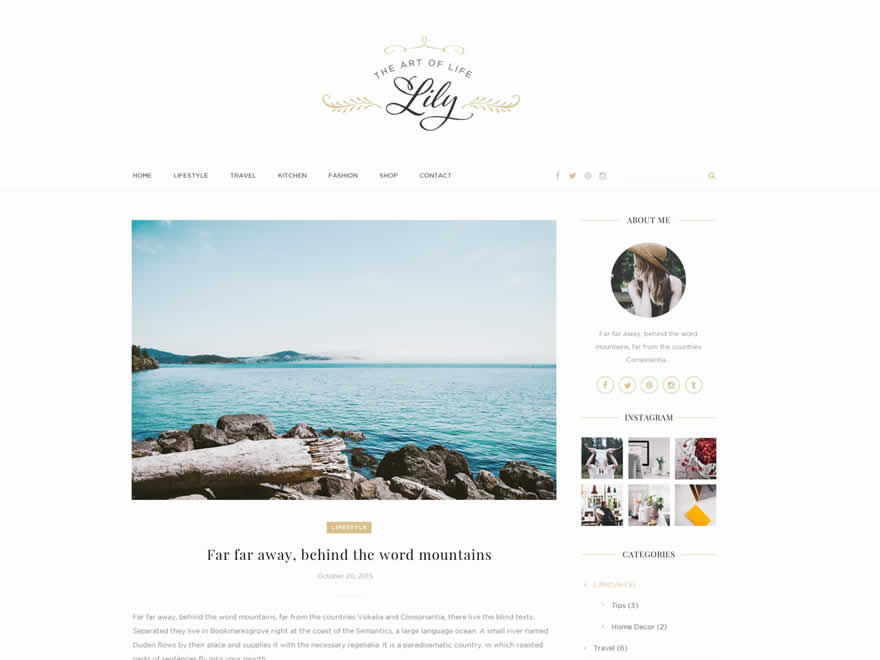 THE ART OF LIFE
Lily
HOME LIFESTYLE TRAVEL KITCHEN FASHION SHOP CONTACT
ABOUT ME
Far far away, behind the word
mountains, far from the countries
Consonantia...
INSTAGRAM
LIFESTYLE
Far far away, behind the word mountains
October 20, 2015
Far far away, behind the word mountains, far from the countries Vokalia and Consonantia, there live the blind texts.
Separated they live in Bookmarksgrove right at the coast of the Semantics, a large language ocean. A small river named
Duden flows by their place and supplies it with the necessary regelialia. It is a paradisematic country, in which roasted
parts of sentences fly into your mouth.
CATEGORIES
Lifestyle
Tips (3)
Home Decor (2)
Travel (6)